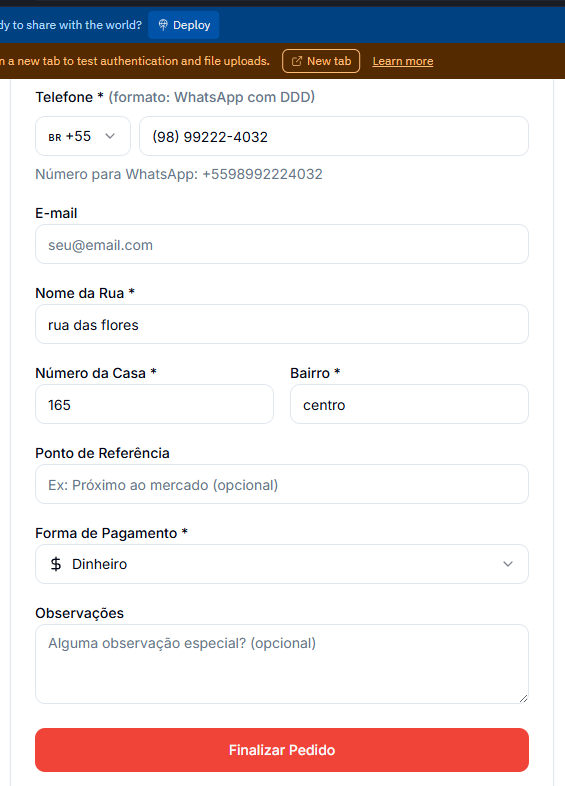 dy to share with the world? Deploy
n a new tab to test authentication and file uploads. New tab Learn more
Telefone * (formato: WhatsApp com DDD)
BR +55 (98) 99222-4032
Número para WhatsApp: +5598992224032
E-mail
seu@email.com
Nome da Rua *
rua das flores
Número da Casa * Bairro *
165 centro
Ponto de Referência
Ex: Próximo ao mercado (opcional)
Forma de Pagamento *
Dinheiro
Observações
Alguma observação especial? (opcional)
Finalizar Pedido